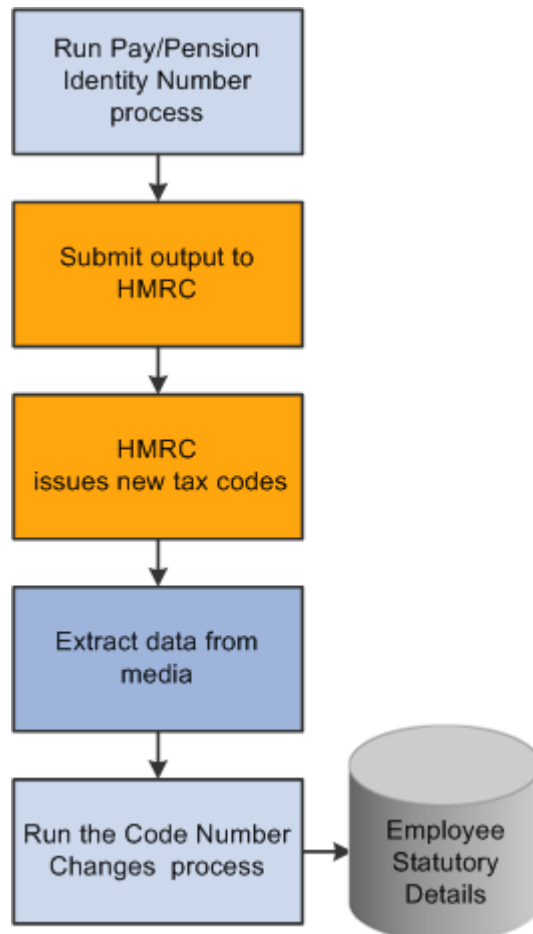 Run Pay/Pension
Identity Number
process
Submit output to
HMRC
HMRC
issues new tax codes
Extract data from
media
Run the Code Number
Changes process
Employee
Statutory
Details